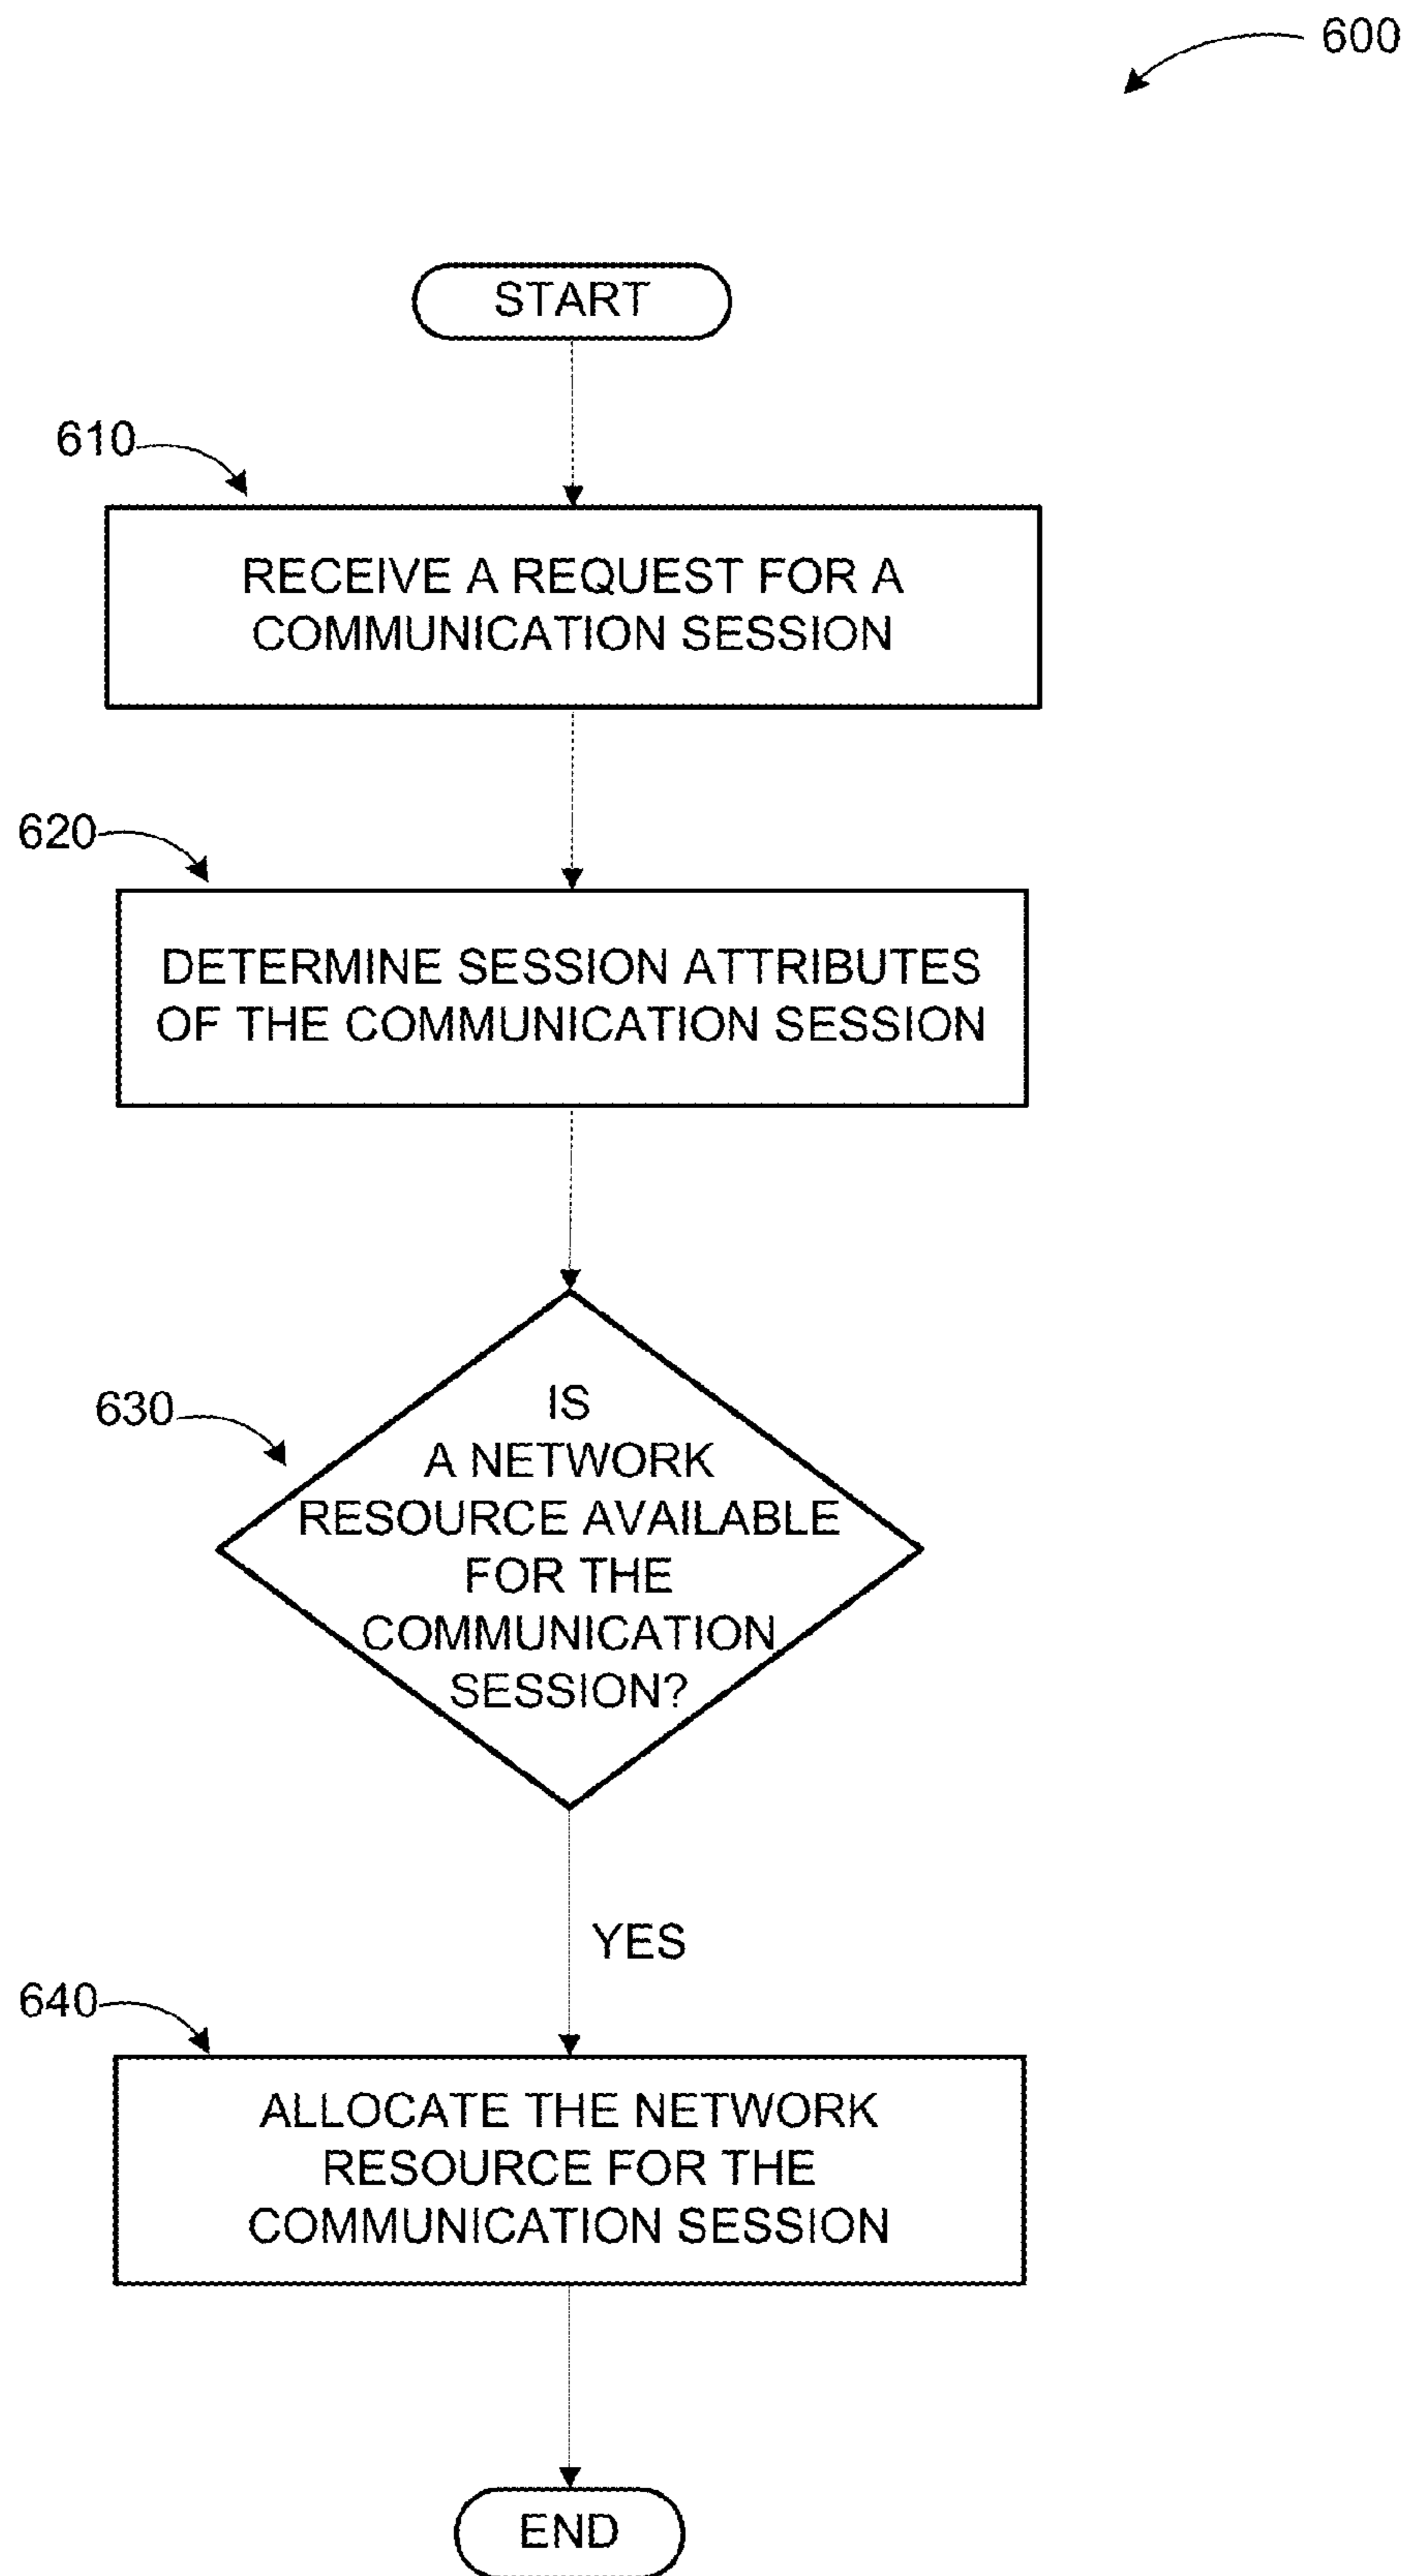 600
START
610
RECEIVE A REQUEST FOR A
COMMUNICATION SESSION
620
DETERMINE SESSION ATTRIBUTES
OF THE COMMUNICATION SESSION
630
IS
A NETWORK
RESOURCE AVAILABLE
FOR THE
COMMUNICATION
SESSION?
YES
640
ALLOCATE THE NETWORK
RESOURCE FOR THE
COMMUNICATION SESSION
END